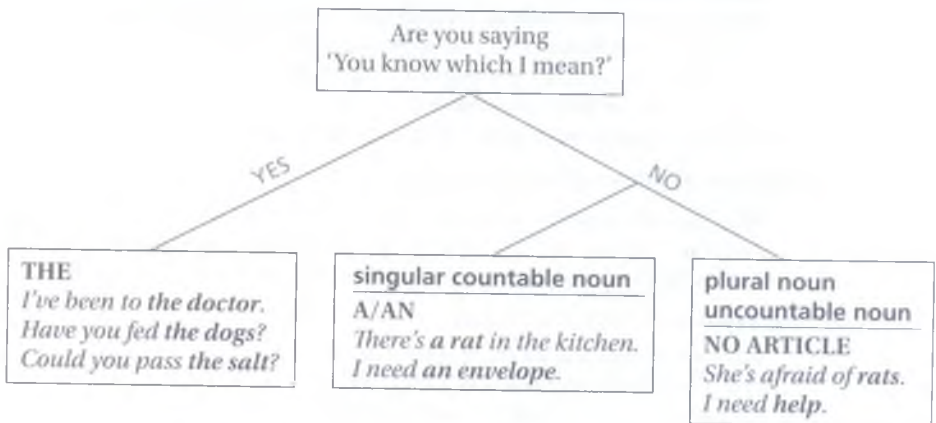 Are you saying
'You know which I mean?'
YES
NO
THE
I've been to the doctor.
Have you fed the dogs?
Could you pass the salt?
singular countable noun
A/AN
There's a rat in the kitchen.
I need an envelope.
plural noun
uncountable noun
NO ARTICLE
She's afraid of rats.
I need help.